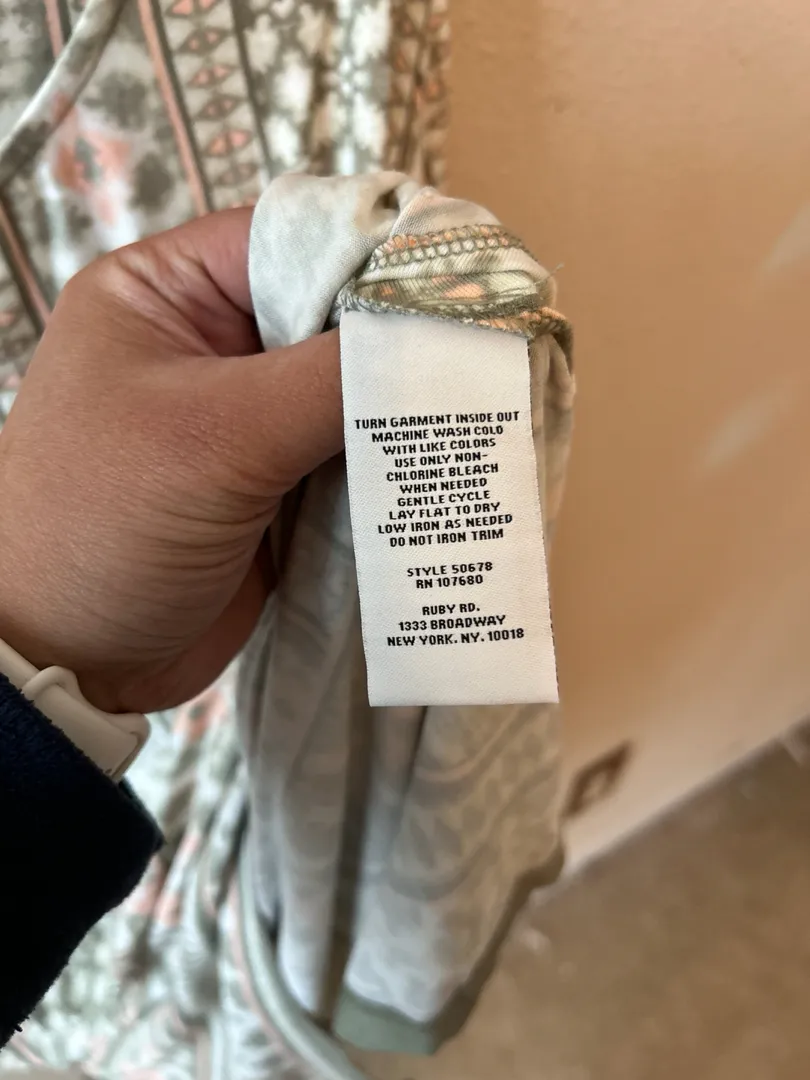 TURN GARMENT INSIDE OUT
MACHINE WASH COLD
WITH LIKE COLORS
USE ONLY NON-
CHLORINE BLEACH
WHEN NEEDED
GENTLE CYCLE
LAY FLAT TO DRY
LOW IRON AS NEEDED
DO NOT IRON TRIM
STYLE 50678
RN 107680
RUBY RD.
1333 BROADWAY
NEW YORK. NY. 10018